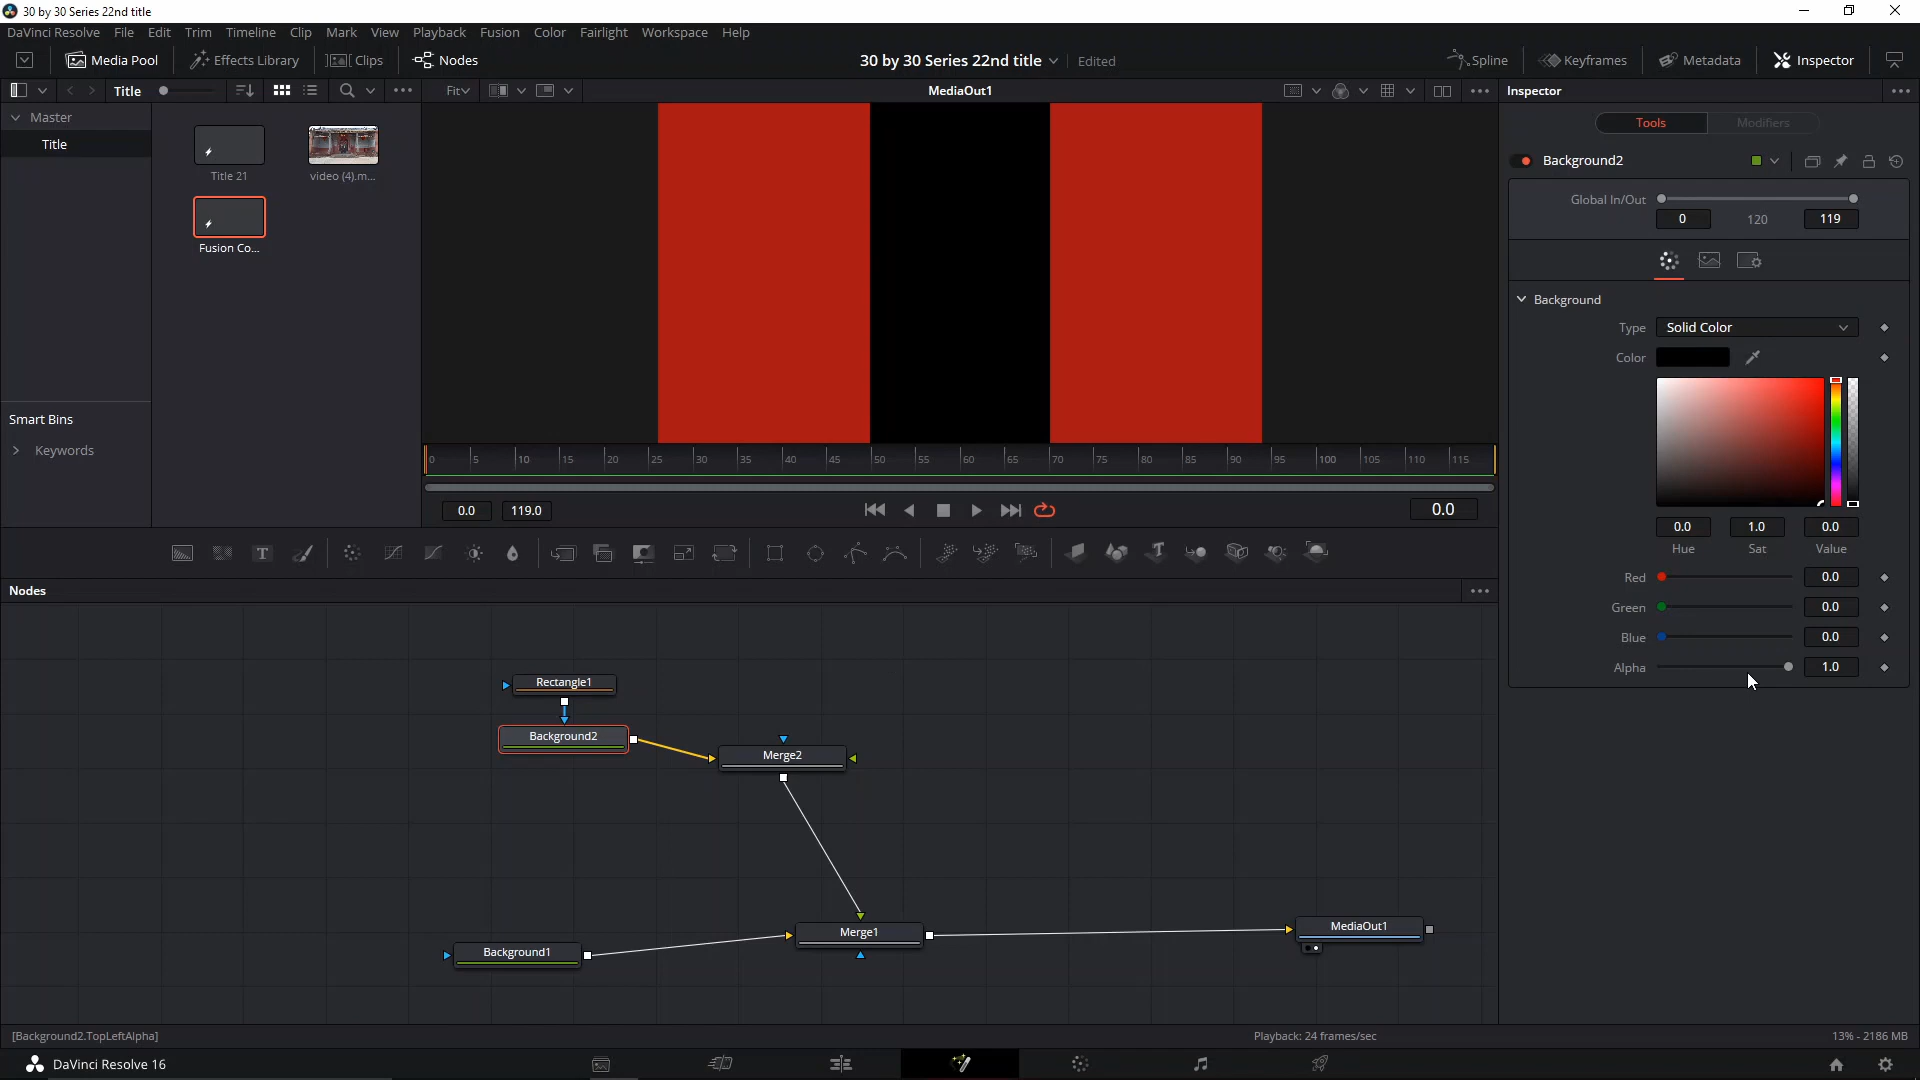 30 by 30 Series 22nd title
DaVinci Resolve File Edit Trim Timeline Clip Mark View Playback Fusion Color Fairlight Workspace Help
Media Pool Effects Library Clips Nodes 30 by 30 Series 22nd title Edited Spline Keyframes Metadata Inspector
Title Fit MediaOut1 Inspector
Master
Title
Title 21 video (4).m...
Fusion Co...
Smart Bins
Keywords
0 5 10 15 20 25 30 35 40 45 50 55 60 65 70 75 80 85 90 95 100 105 110 115
0.0 119.0 0.0
Tools Modifiers
Background2
Global In/Out
0 120 119
Background
Type Solid Color
Color
0.0 1.0 0.0
Hue Sat Value
Red 0.0
Green 0.0
Blue 0.0
Alpha 1.0
T
Nodes
Rectangle1
Background2
Merge2
Merge1
MediaOut1
Background1
[Background2.TopLeftAlpha] Playback: 24 frames/sec 13% - 2186 MB
DaVinci Resolve 16